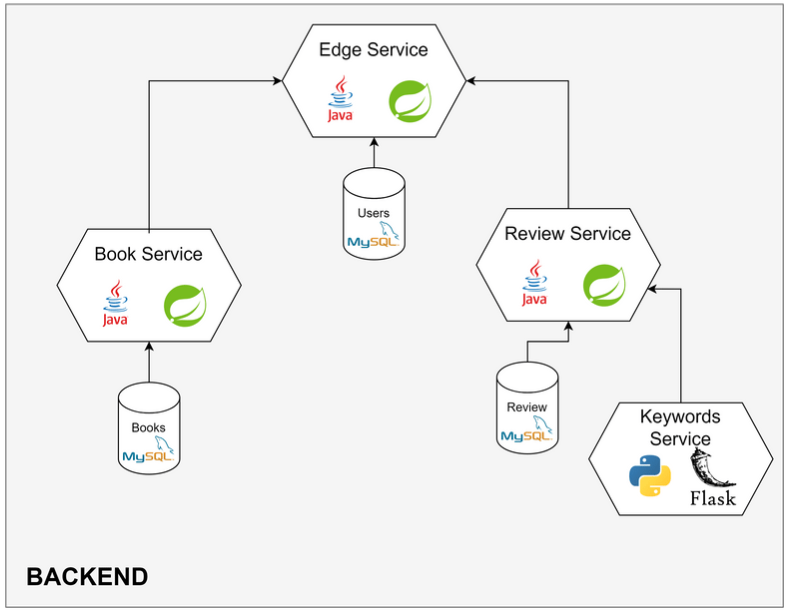 Edge Service
Java
Users
MySQL
Book Service
Java
Books
MySQL
Review Service
Java
Review
MySQL
Keywords
Service
Flask
BACKEND